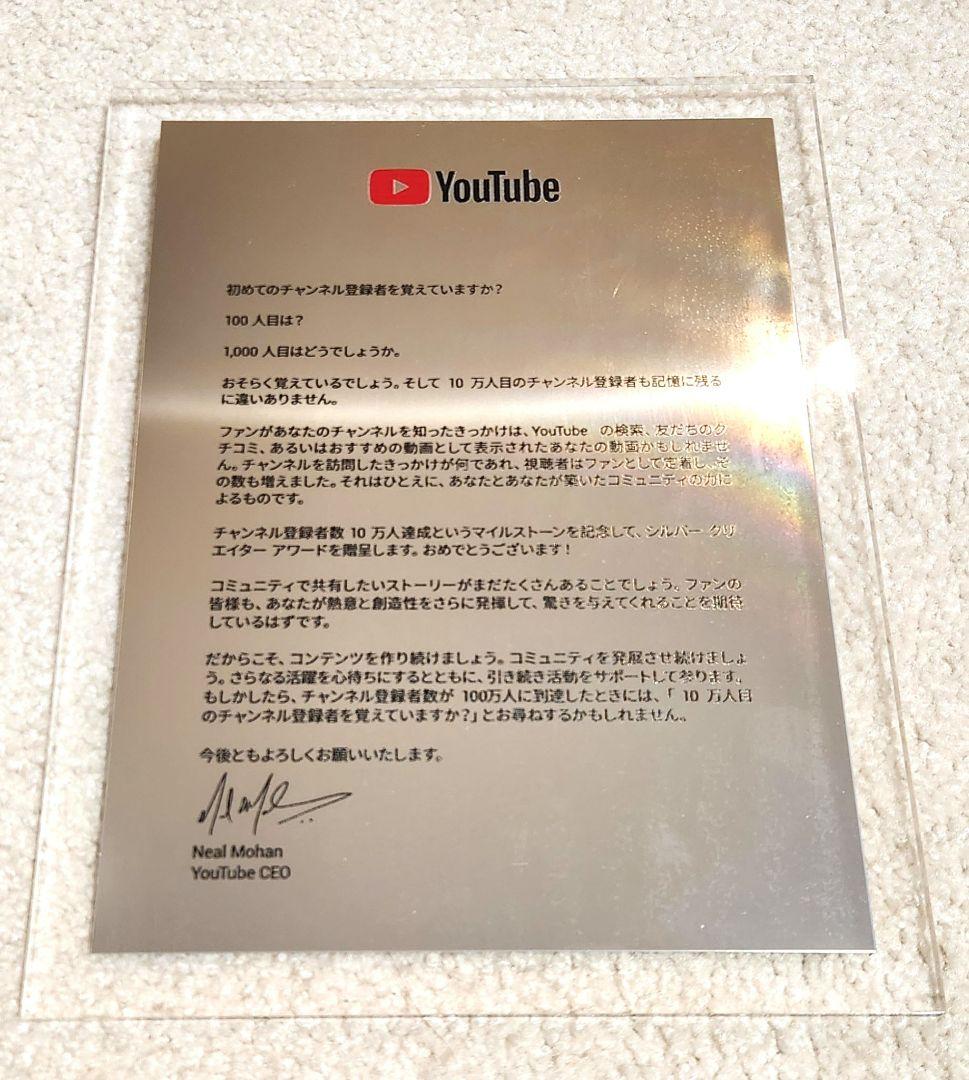 YouTube
初めてのチャンネル登録者を覚えていますか？
100 人目は？
1,000 人目はどうでしょうか。
おそらく覚えているでしょう。そして 10 万人目のチャンネル登録者も記憶に残る
に違いありません。
ファンがあなたのチャンネルを知ったきっかけは、YouTube の検索、友だちのク
チコミ、あるいはおすすめの動画として表示されたあなたの動画かもしれませ
ん。チャンネルを訪問したきっかけが何であれ、視聴者はファンとして定着し、そ
の数も増えました。それはひとえに、あなたとあなたが築いたコミュニティの力に
よるものです。
チャンネル登録者数 10 万人達成というマイルストーンを記念して、シルバー クリ
エイター アワードを贈呈します。おめでとうございます！
コミュニティで共有したいストーリーがまだたくさんあることでしょう。ファンの
皆様も、あなたが熱意と創造性をさらに発揮して、驚きを与えてくれることを期待
しているはずです。
だからこそ、コンテンツを作り続けましょう。コミュニティを発展させ続けましょ
う。さらなる活躍を心待ちにするとともに、引き続き活動をサポートして参ります。
もしかしたら、チャンネル登録者数が 100万人に到達したときには、「 10 万人目
のチャンネル登録者を覚えていますか？」とお尋ねするかもしれません。
今後ともよろしくお願いいたします。
Neal Mohan
YouTube CEO